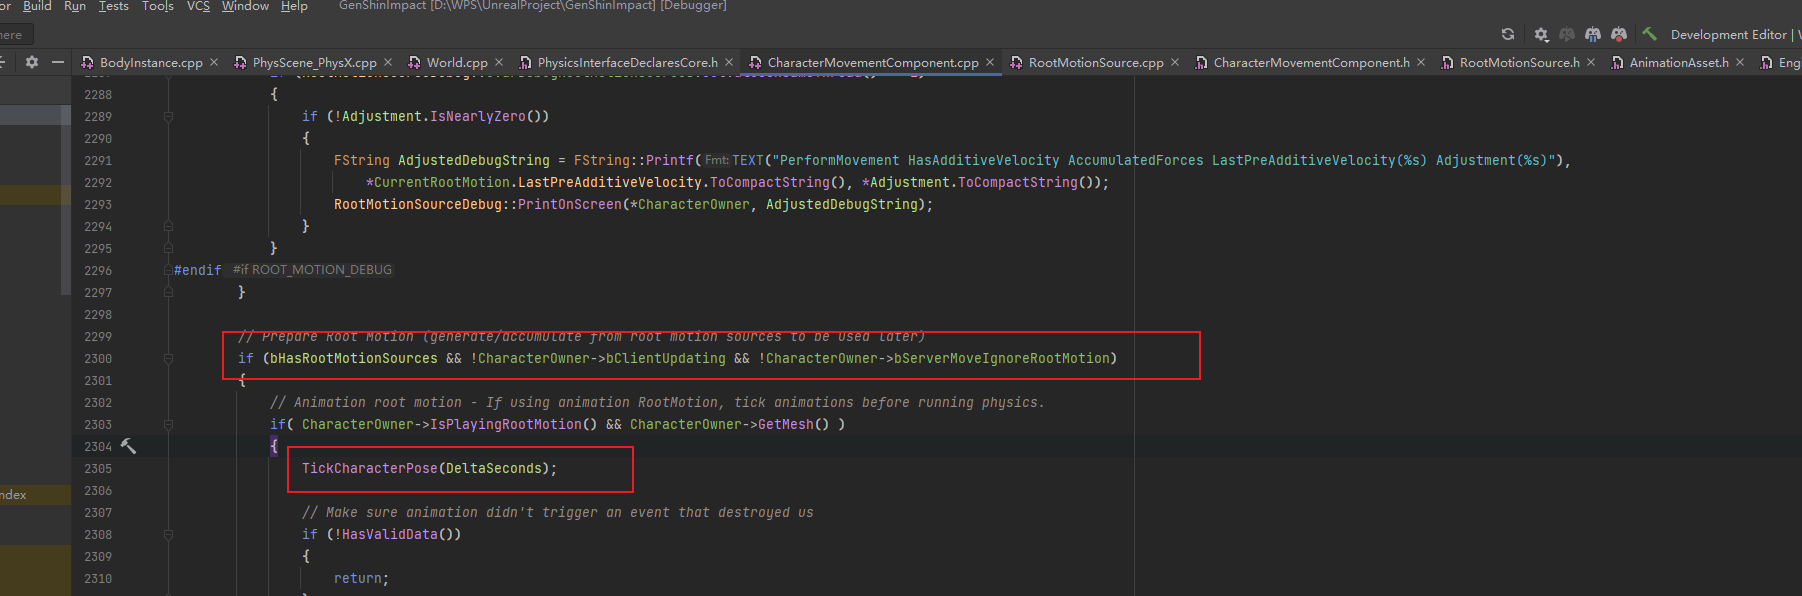 or Build Run Tests Tools VCS Window Help GenShinImpact [D:\WPS\UnrealProject\GenShinImpact] [Debugger]
here Development Editor |
BodyInstance.cpp × PhysScene_PhysX.cpp × World.cpp × PhysicsInterfaceDeclaresCore.h × CharacterMovementComponent.cpp × RootMotionSource.cpp × CharacterMovementComponent.h × RootMotionSource.h × AnimationAsset.h × Eng
2288 {
2289 if (!Adjustment.IsNearlyZero())
2290 {
2291 FString AdjustedDebugString = FString::Printf( Fmt: TEXT("PerformMovement HasAdditiveVelocity AccumulatedForces LastPreAdditiveVelocity(%s) Adjustment(%s)"),
2292 *CurrentRootMotion.LastPreAdditiveVelocity.ToCompactString(), *Adjustment.ToCompactString());
2293 RootMotionSourceDebug::PrintOnScreen(*CharacterOwner, AdjustedDebugString);
2294 }
2295 }
2296 #endif #if ROOT_MOTION_DEBUG
2297 }
2298
2299 // Prepare Root Motion (generate/accumulate from root motion sources to be used later)
2300 if (bHasRootMotionSources && !CharacterOwner->bClientUpdating && !CharacterOwner->bServerMoveIgnoreRootMotion)
2301 {
2302 // Animation root motion - If using animation RootMotion, tick animations before running physics.
2303 if( CharacterOwner->IsPlayingRootMotion() && CharacterOwner->GetMesh() )
2304 {
2305 TickCharacterPose(DeltaSeconds);
ndex 2306
2307 // Make sure animation didn't trigger an event that destroyed us
2308 if (!HasValidData())
2309 {
2310 return;